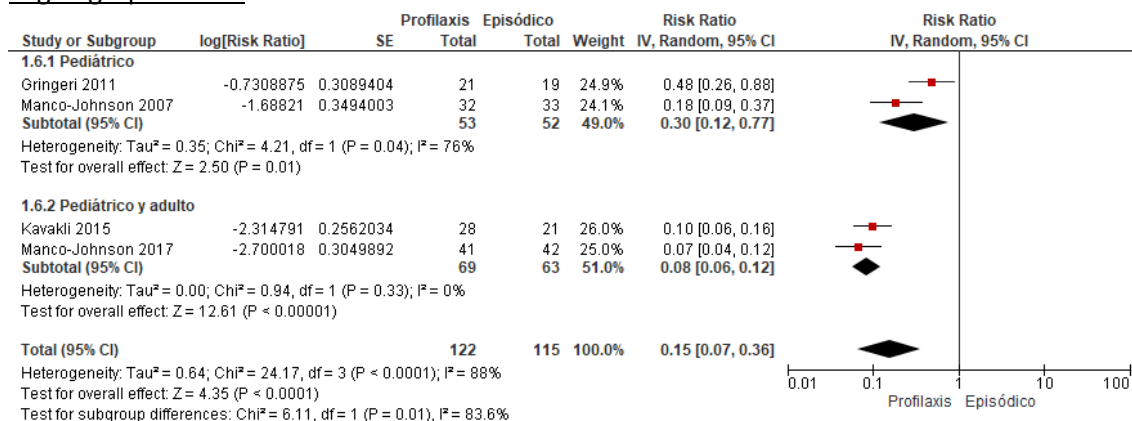 Profilaxis Episódico Risk Ratio Risk Ratio
Study or Subgroup log[Risk Ratio] SE Total Total Weight IV, Random, 95% CI IV, Random, 95% CI
1.6.1 Pediátrico
Gringeri 2011 -0.7308875 0.3089404 21 19 24.9% 0.48 [0.26, 0.88]
Manco-Johnson 2007 -1.68821 0.3494003 32 33 24.1% 0.18 [0.09, 0.37]
Subtotal (95% CI) 53 52 49.0% 0.30 [0.12, 0.77]
Heterogeneity: Tau² = 0.35; Chi² = 4.21, df = 1 (P = 0.04); I² = 76%
Test for overall effect: Z = 2.50 (P = 0.01)
1.6.2 Pediátrico y adulto
Kavakli 2015 -2.314791 0.2562034 28 21 26.0% 0.10 [0.06, 0.16]
Manco-Johnson 2017 -2.700018 0.3049892 41 42 25.0% 0.07 [0.04, 0.12]
Subtotal (95% CI) 69 63 51.0% 0.08 [0.06, 0.12]
Heterogeneity: Tau² = 0.00; Chi² = 0.94, df = 1 (P = 0.33); I² = 0%
Test for overall effect: Z = 12.61 (P < 0.00001)
Total (95% CI) 122 115 100.0% 0.15 [0.07, 0.36]
Heterogeneity: Tau² = 0.64; Chi² = 24.17, df = 3 (P < 0.0001); I² = 88%
Test for overall effect: Z = 4.35 (P < 0.0001)
Test for subgroup differences: Chi² = 6.11, df = 1 (P = 0.01), I² = 83.6%
0.01 0.1 1 10 100
Profilaxis Episódico